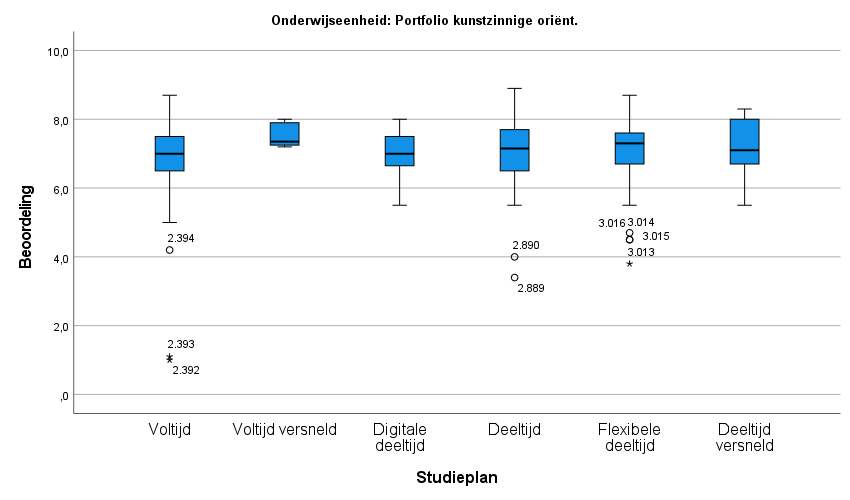 Onderwijseenheid: Portfolio kunstzinnige oriënt.
10,0
8,0
6,0
4,0
2,0
,0
Beoordeling
2.394
2.393
2.392
2.890
2.889
3.016 3.014
3.015
3.013
Voltijd
Voltijd versneld
Digitale
deeltijd
Deeltijd
Flexibele
deeltijd
Deeltijd
versneld
Studieplan